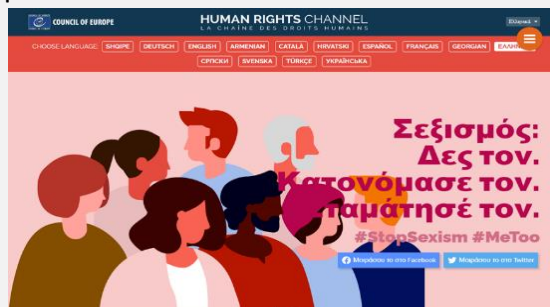 COUNCIL OF EUROPE
HUMAN RIGHTS CHANNEL
LA CHAÎNE DES DROITS HUMAINS
Ελληνικά
CHOOSE LANGUAGE: SHQIPE DEUTSCH ENGLISH ARMENIAN CATALÀ HRVATSKI ESPAÑOL FRANÇAIS GEORGIAN
СРПСКИ SVENSKA TÜRKÇE УКРАЇНСЬКА
Σεξισμός:
Δες τον.
Κατονόμασε τον.
Σταμάτησέ τον.
#StopSexism #MeToo
Μοιράσου το στο Facebook Μοιράσου το στο Twitter